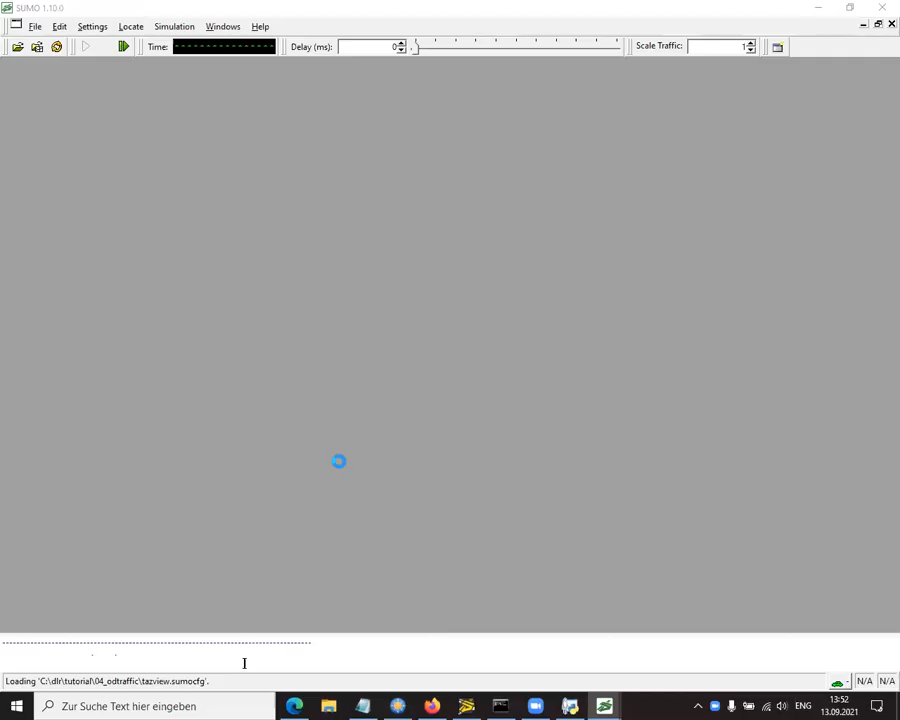 SUMO 1.10.0
File Edit Settings Locate Simulation Windows Help
Time: Delay (ms): 0 Scale Traffic: 1
Loading 'C:\dlr\tutorial\04_odtraffic\tazview.sumocfg'. N/A N/A
Zur Suche Text hier eingeben ENG 13:52
13.09.2021